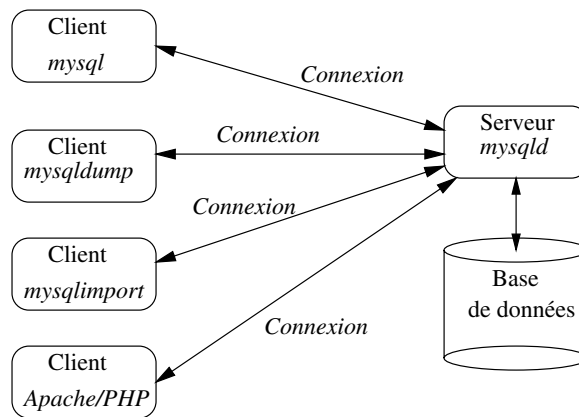 Client
mysql
Connexion
Serveur
mysqld
Client
mysqldump
Connexion
Client
mysqlimport
Connexion
Base
de données
Client
Apache/PHP
Connexion